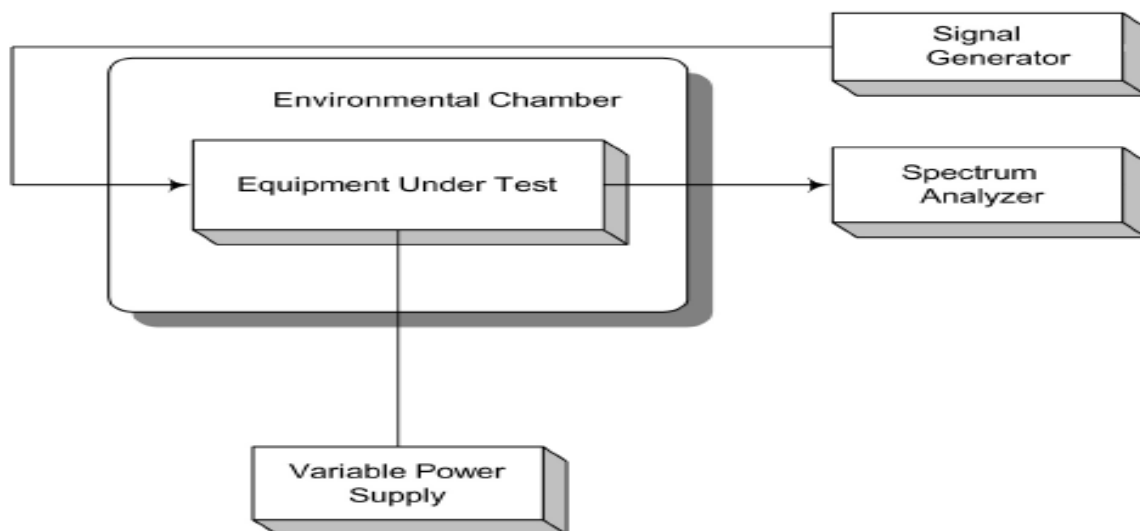 Signal
Generator
Environmental Chamber
Equipment Under Test
Spectrum
Analyzer
Variable Power
Supply